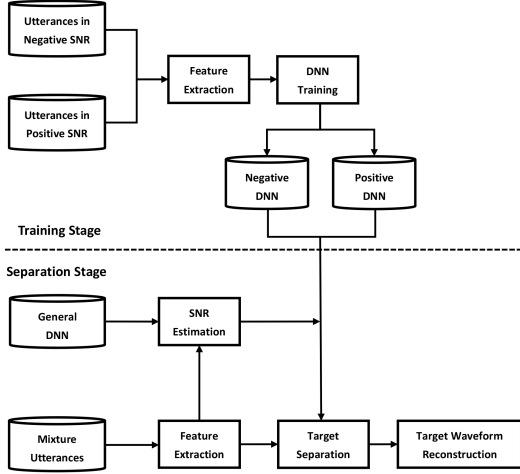 Utterances in
Negative SNR
Utterances in
Positive SNR
Feature
Extraction
DNN
Training
Negative
DNN
Positive
DNN
Training Stage
Separation Stage
General
DNN
SNR
Estimation
Mixture
Utterances
Feature
Extraction
Target
Separation
Target Waveform
Reconstruction